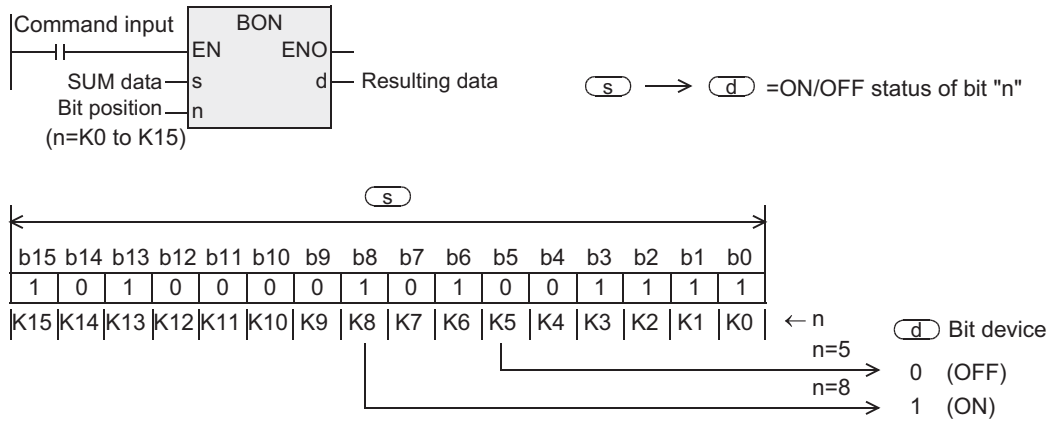 Command input
BON
EN ENO
SUM data s d Resulting data
Bit position n
(n=K0 to K15)
s → d =ON/OFF status of bit "n"
s
b15 b14 b13 b12 b11 b10 b9 b8 b7 b6 b5 b4 b3 b2 b1 b0
1 0 1 0 0 0 0 1 0 1 0 0 1 1 1 1
K15 K14 K13 K12 K11 K10 K9 K8 K7 K6 K5 K4 K3 K2 K1 K0 ← n
d Bit device
n=5
0 (OFF)
n=8
1 (ON)